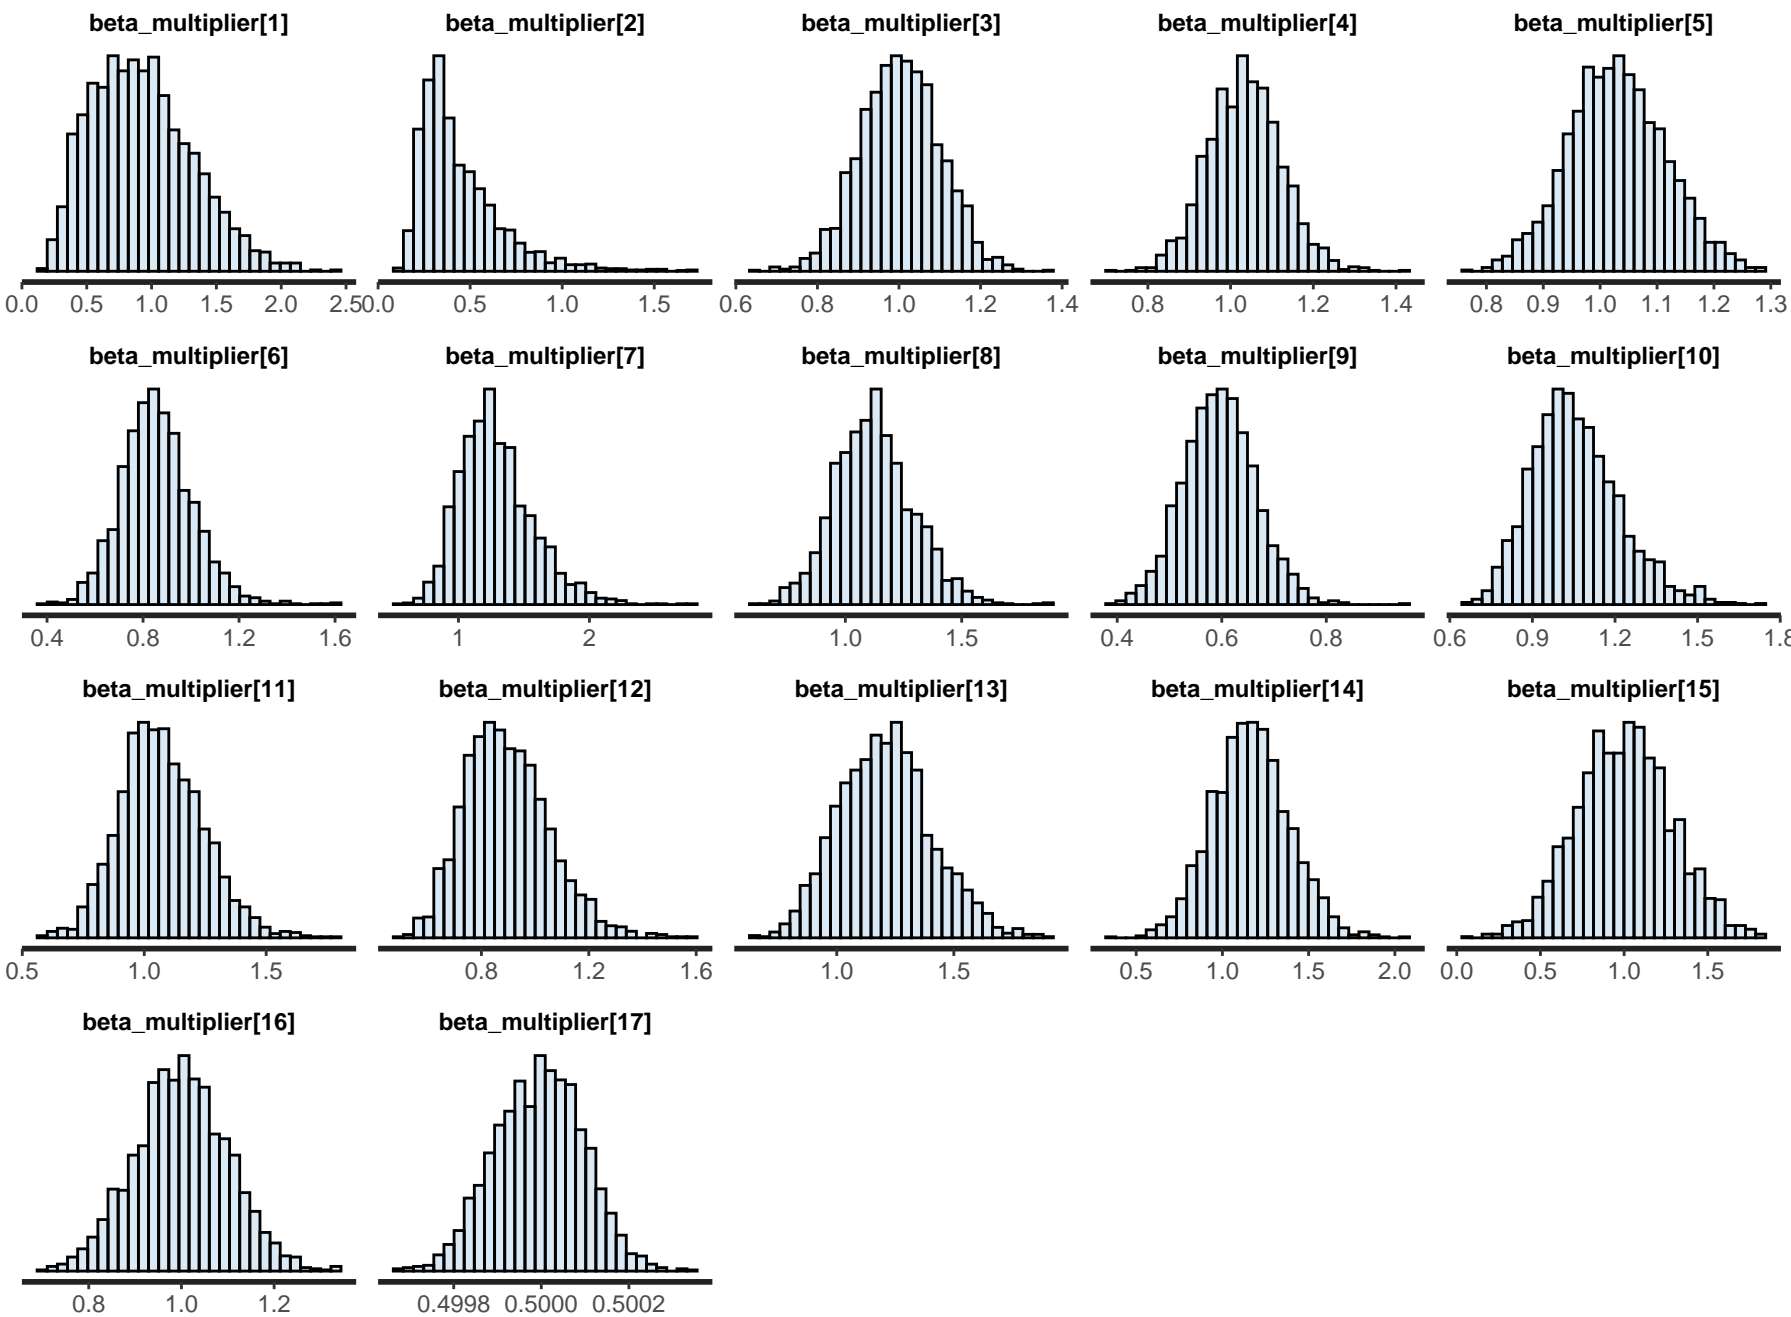 beta_multiplier[1] beta_multiplier[2] beta_multiplier[3] beta_multiplier[4] beta_multiplier[5]
0.0 0.5 1.0 1.5 2.0 2.5 0.0 0.5 1.0 1.5 0.6 0.8 1.0 1.2 1.4 0.8 1.0 1.2 1.4 0.8 0.9 1.0 1.1 1.2 1.3
beta_multiplier[6] beta_multiplier[7] beta_multiplier[8] beta_multiplier[9] beta_multiplier[10]
0.4 0.8 1.2 1.6 1 2 1.0 1.5 0.4 0.6 0.8 0.6 0.9 1.2 1.5 1.8
beta_multiplier[11] beta_multiplier[12] beta_multiplier[13] beta_multiplier[14] beta_multiplier[15]
0.5 1.0 1.5 0.8 1.2 1.6 1.0 1.5 0.5 1.0 1.5 2.0 0.0 0.5 1.0 1.5
beta_multiplier[16] beta_multiplier[17]
0.8 1.0 1.2 0.4998 0.5000 0.5002